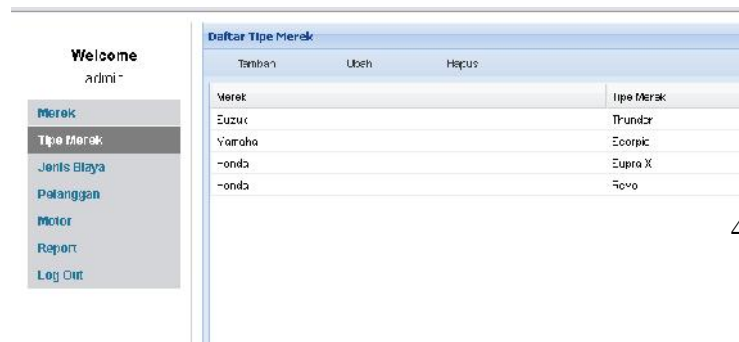 Welcome
admin
Merek
Tipe Merek
Jenis Biaya
Pelanggan
Motor
Report
Log Out
Daftar Tipe Merek
Tambah Ubah Hapus
Merek Tipe Merek
Suzuki Thunder
Yamaha Scorpio
Honda Supra X
Honda Revo
4